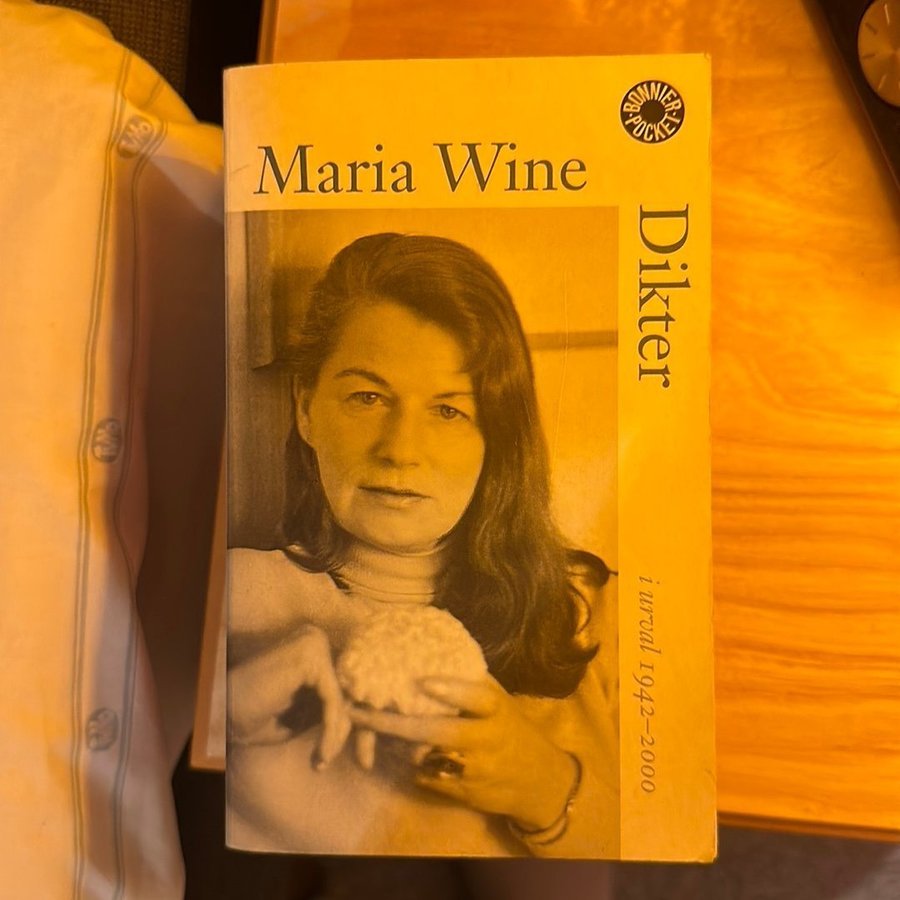 BONNIER
POCKET
Maria Wine
Dikter
i urval 1942–2000